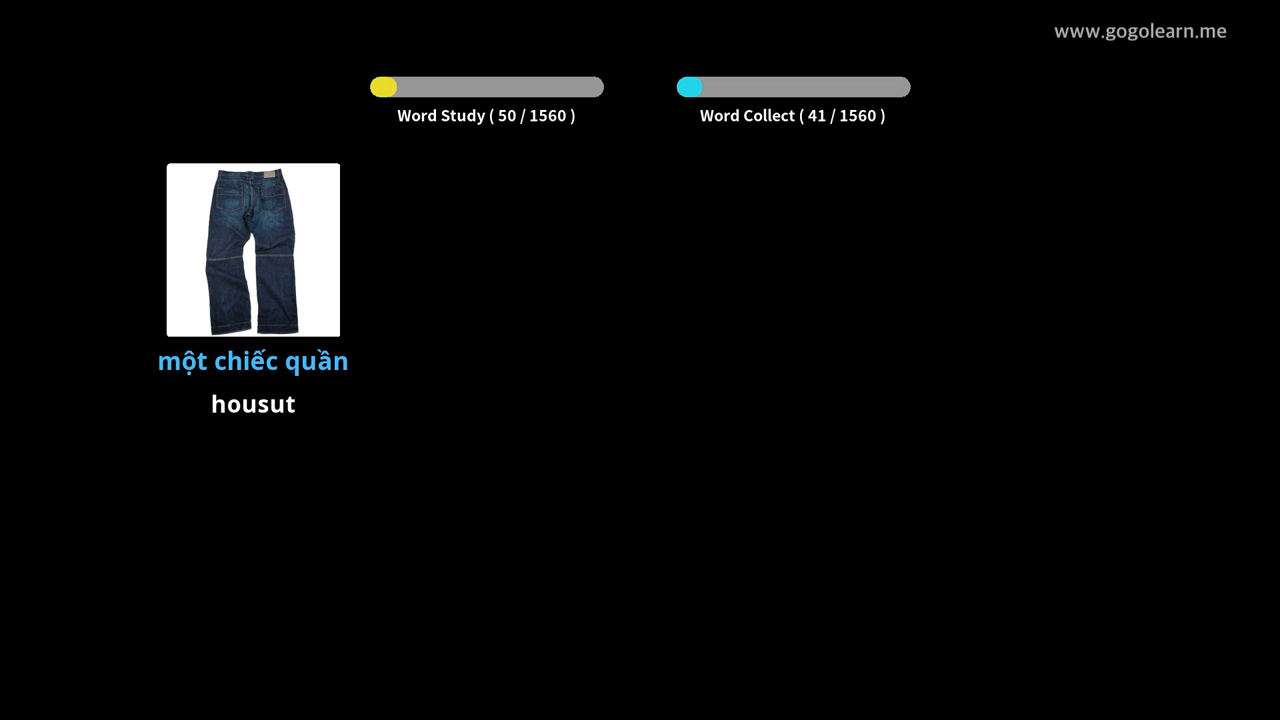 www.gogolearn.me
Word Study ( 50 / 1560 )
Word Collect ( 41 / 1560 )
một chiếc quần
housut